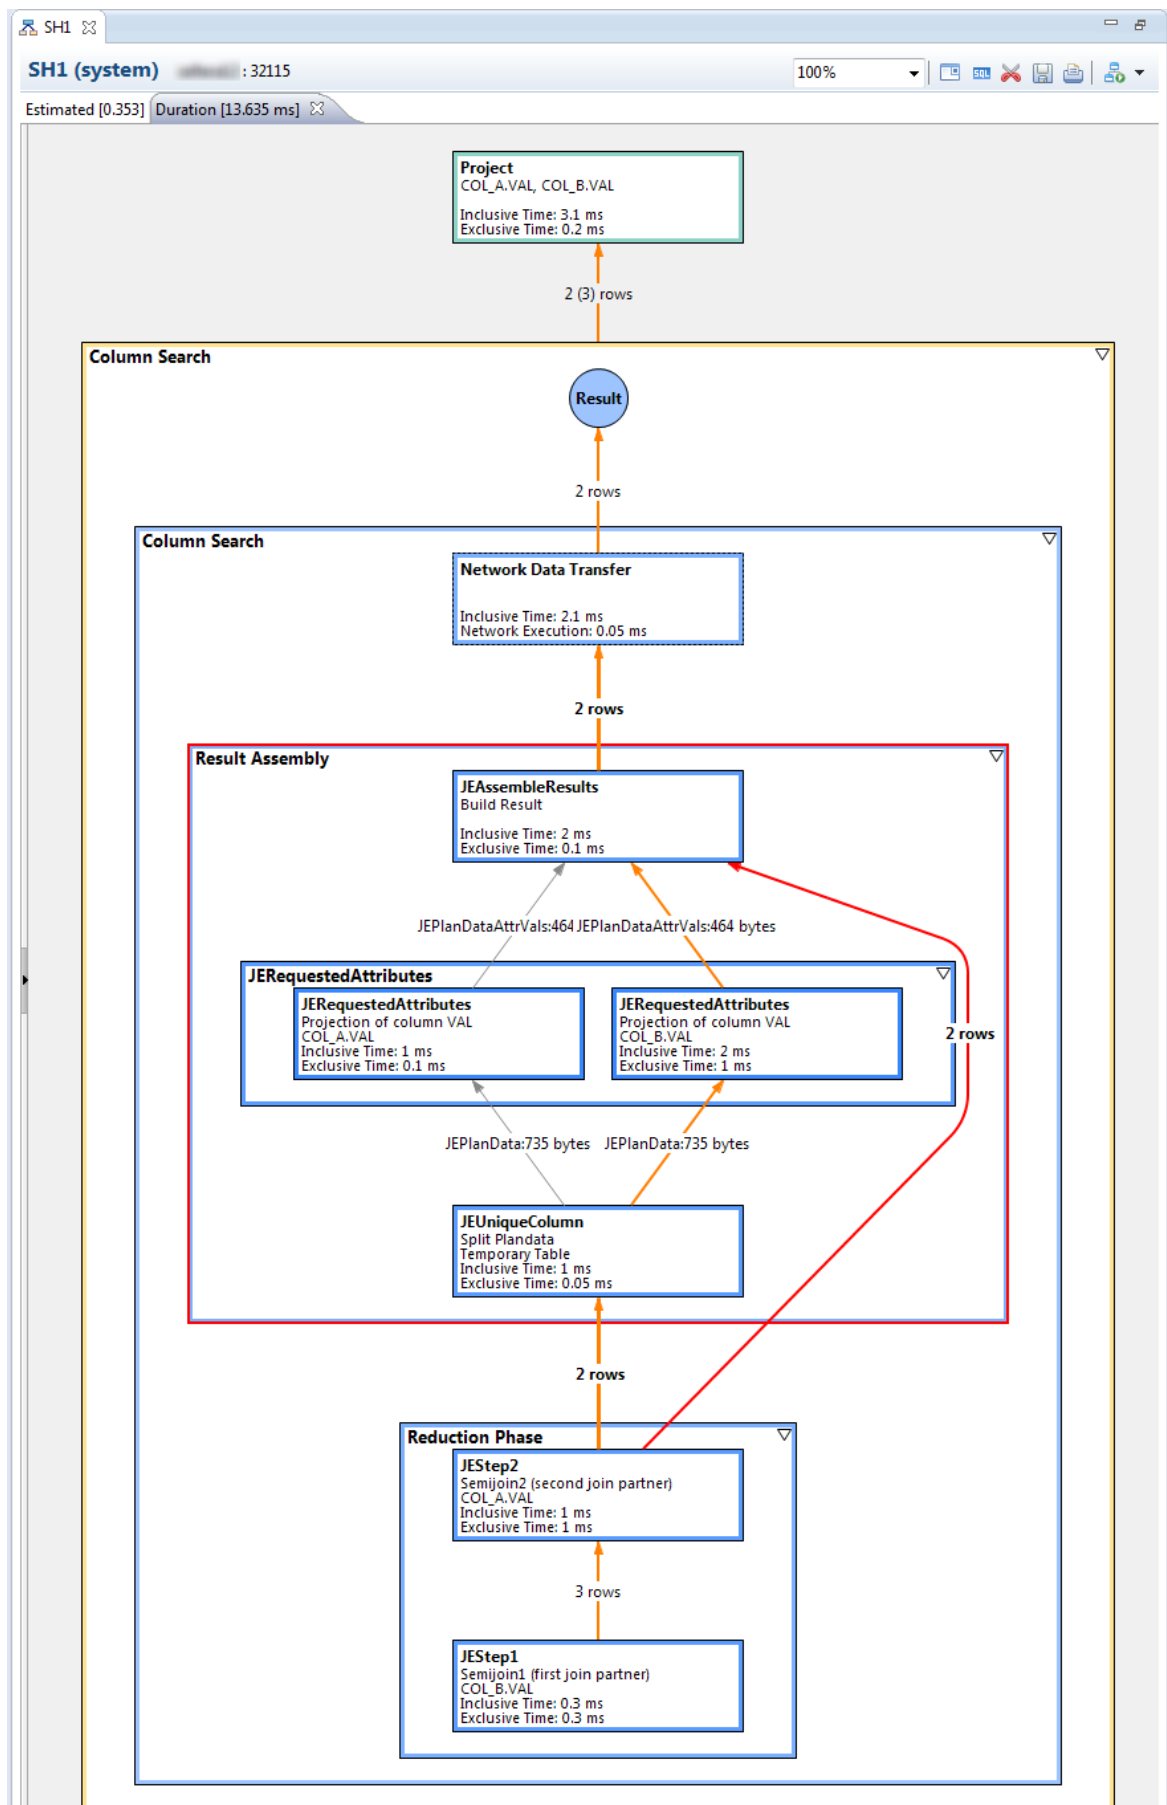 SH1
SH1 (system) : 32115
100%
SQL
Estimated [0.353] Duration [13.635 ms]
Project
COL_A.VAL, COL_B.VAL
Inclusive Time: 3.1 ms
Exclusive Time: 0.2 ms
2 (3) rows
Column Search
Result
2 rows
Column Search
Network Data Transfer
Inclusive Time: 2.1 ms
Network Execution: 0.05 ms
2 rows
Result Assembly
JEAssembleResults
Build Result
Inclusive Time: 2 ms
Exclusive Time: 0.1 ms
JEPlanDataAttrVals:464 JEPlanDataAttrVals:464 bytes
JERequestedAttributes
JERequestedAttributes
Projection of column VAL
COL_A.VAL
Inclusive Time: 1 ms
Exclusive Time: 0.1 ms
JERequestedAttributes
Projection of column VAL
COL_B.VAL
Inclusive Time: 2 ms
Exclusive Time: 1 ms
2 rows
JEPlanData:735 bytes JEPlanData:735 bytes
JEUniqueColumn
Split Plandata
Temporary Table
Inclusive Time: 1 ms
Exclusive Time: 0.05 ms
2 rows
Reduction Phase
JEStep2
Semijoin2 (second join partner)
COL_A.VAL
Inclusive Time: 1 ms
Exclusive Time: 1 ms
3 rows
JEStep1
Semijoin1 (first join partner)
COL_B.VAL
Inclusive Time: 0.3 ms
Exclusive Time: 0.3 ms